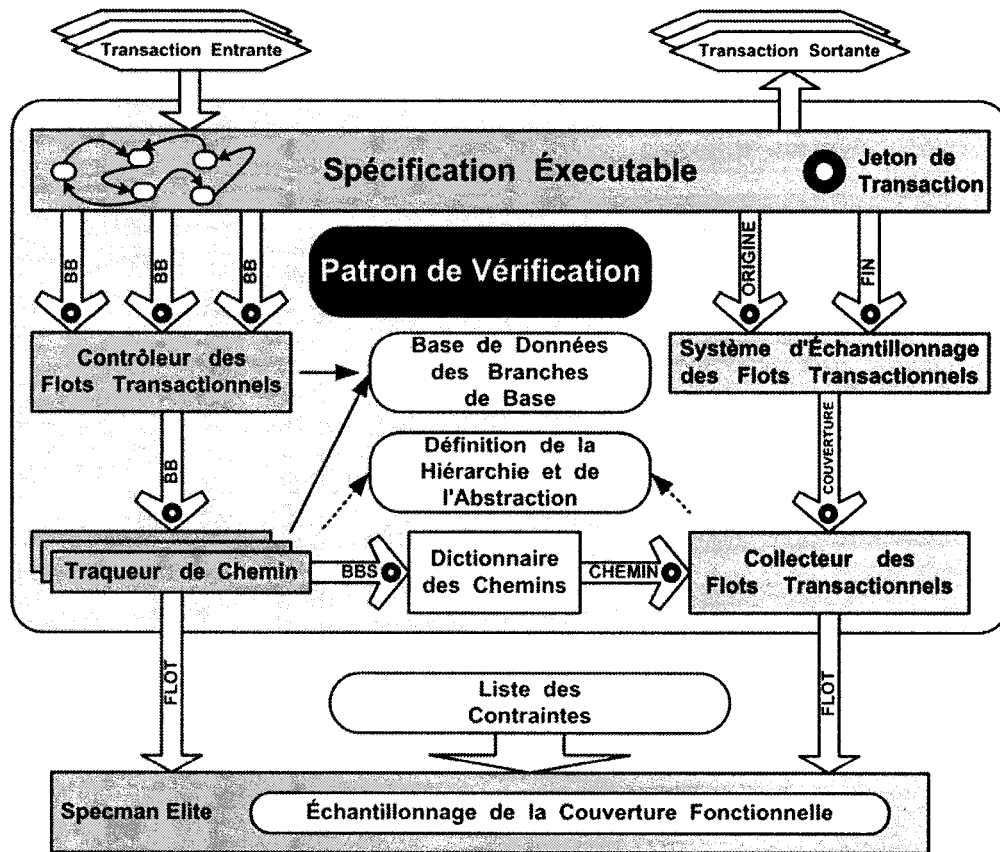 Transaction Entrante
Transaction Sortante
Spécification Éxecutable
Jeton de
Transaction
BB
BB
BB
ORIGINE
FIN
Patron de Vérification
Contrôleur des
Flots Transactionnels
Base de Données
des Branches
de Base
Système d'Échantillonnage
des Flots Transactionnels
BB
Définition de la
Hiérarchie et de
l'Abstraction
COUVERTURE
Traqueur de Chemin
BBS
Dictionnaire
des Chemins
CHEMIN
Collecteur des
Flots Transactionnels
FLOT
Liste des
Contraintes
FLOT
Specman Elite
Échantillonnage de la Couverture Fonctionnelle